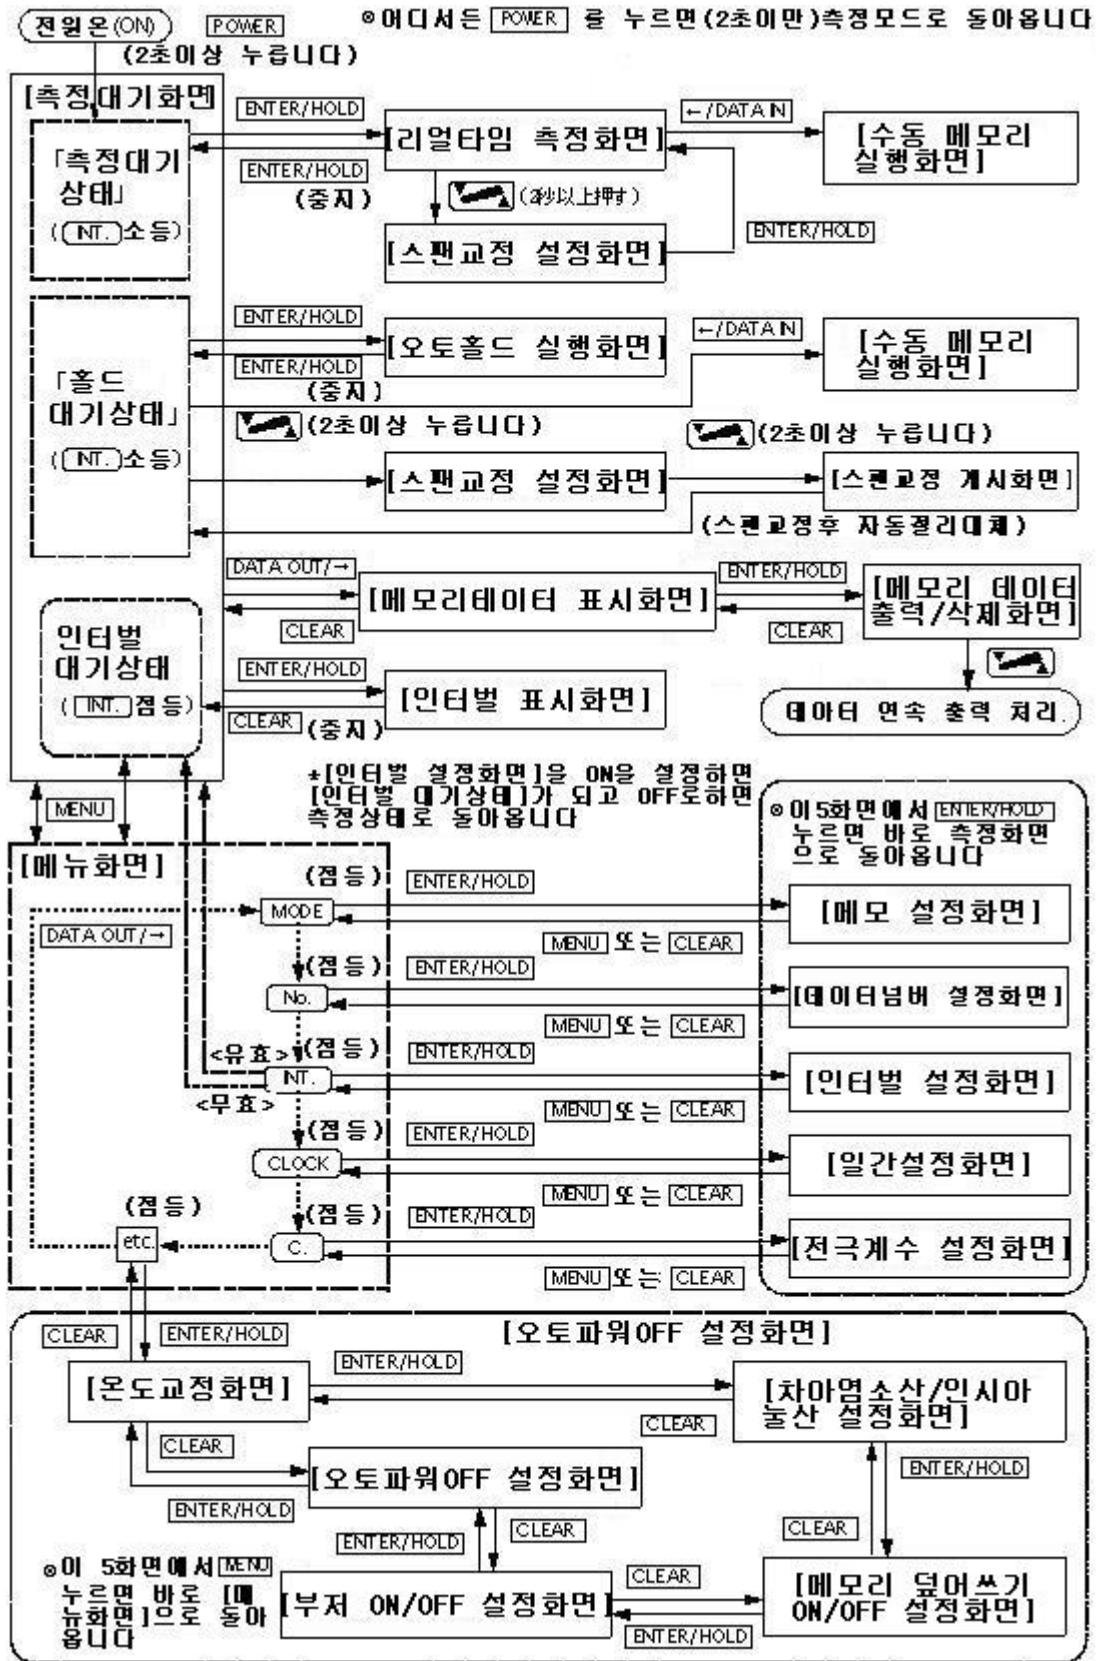 전원온(ON) POWER ⊙어디서든 POWER 를 누르면(2초이만)측정모드로 돌아옵니다
(2초이상 누릅니다)
[측정대기화면]
ENTER/HOLD
[리얼타임 측정화면]
←/DATA IN
[수동 메모리
실행화면]
「측정대기
상태」
(INT.소등)
ENTER/HOLD
(중지)
(2秒以上押す)
ENTER/HOLD
[스팬교정 설정화면]
ENTER/HOLD
[오토홀드 실행화면]
←/DATA IN
[수동 메모리
실행화면]
ENTER/HOLD
(중지)
「홀드
대기상태」
(INT.소등)
(2초이상 누릅니다)
(2초이상 누릅니다)
[스팬교정 설정화면]
[스팬교정 개시화면]
(스팬교정후 자동절리대체)
DATA OUT/→
[메모리데이터 표시화면]
ENTER/HOLD
[메모리 데이터
출력/삭제화면]
CLEAR
CLEAR
인터벌
대기상태
(INT.점등)
ENTER/HOLD
[인터벌 표시화면]
CLEAR (중지)
데이터 연속 출력 처리.
*[인터벌 설정화면]을 ON을 설정하면
[인터벌 대기상태]가 되고 OFF로하면
측정상태로 돌아옵니다
MENU
⊙이5화면에서 ENTER/HOLD
누르면 바로 측정화면
으로 돌아옵니다
[메뉴화면]
(점등) ENTER/HOLD
MODE
[메모 설정화면]
DATA OUT/→
MENU 또는 CLEAR
(점등) ENTER/HOLD
No.
[데이터넘버 설정화면]
MENU 또는 CLEAR
<유효>(점등) ENTER/HOLD
INT.
[인터벌 설정화면]
<무효>
MENU 또는 CLEAR
(점등) ENTER/HOLD
CLOCK
[일간설정화면]
MENU 또는 CLEAR
(점등)
(점등) ENTER/HOLD
etc.
C.
[전극계수 설정화면]
MENU 또는 CLEAR
CLEAR ENTER/HOLD
[오토파워OFF 설정화면]
[온도교정화면]
ENTER/HOLD
CLEAR
[차아염소산/인시아
눌산 설정화면]
CLEAR
ENTER/HOLD
[오토파워OFF 설정화면]
ENTER/HOLD
ENTER/HOLD
CLEAR
CLEAR
⊙이 5화면에서MENU
누르면 바로 [메
뉴화면]으로 돌아
옵니다
[부저 ON/OFF 설정화면]
CLEAR
ENTER/HOLD
[메모리 덮어쓰기
ON/OFF 설정화면]